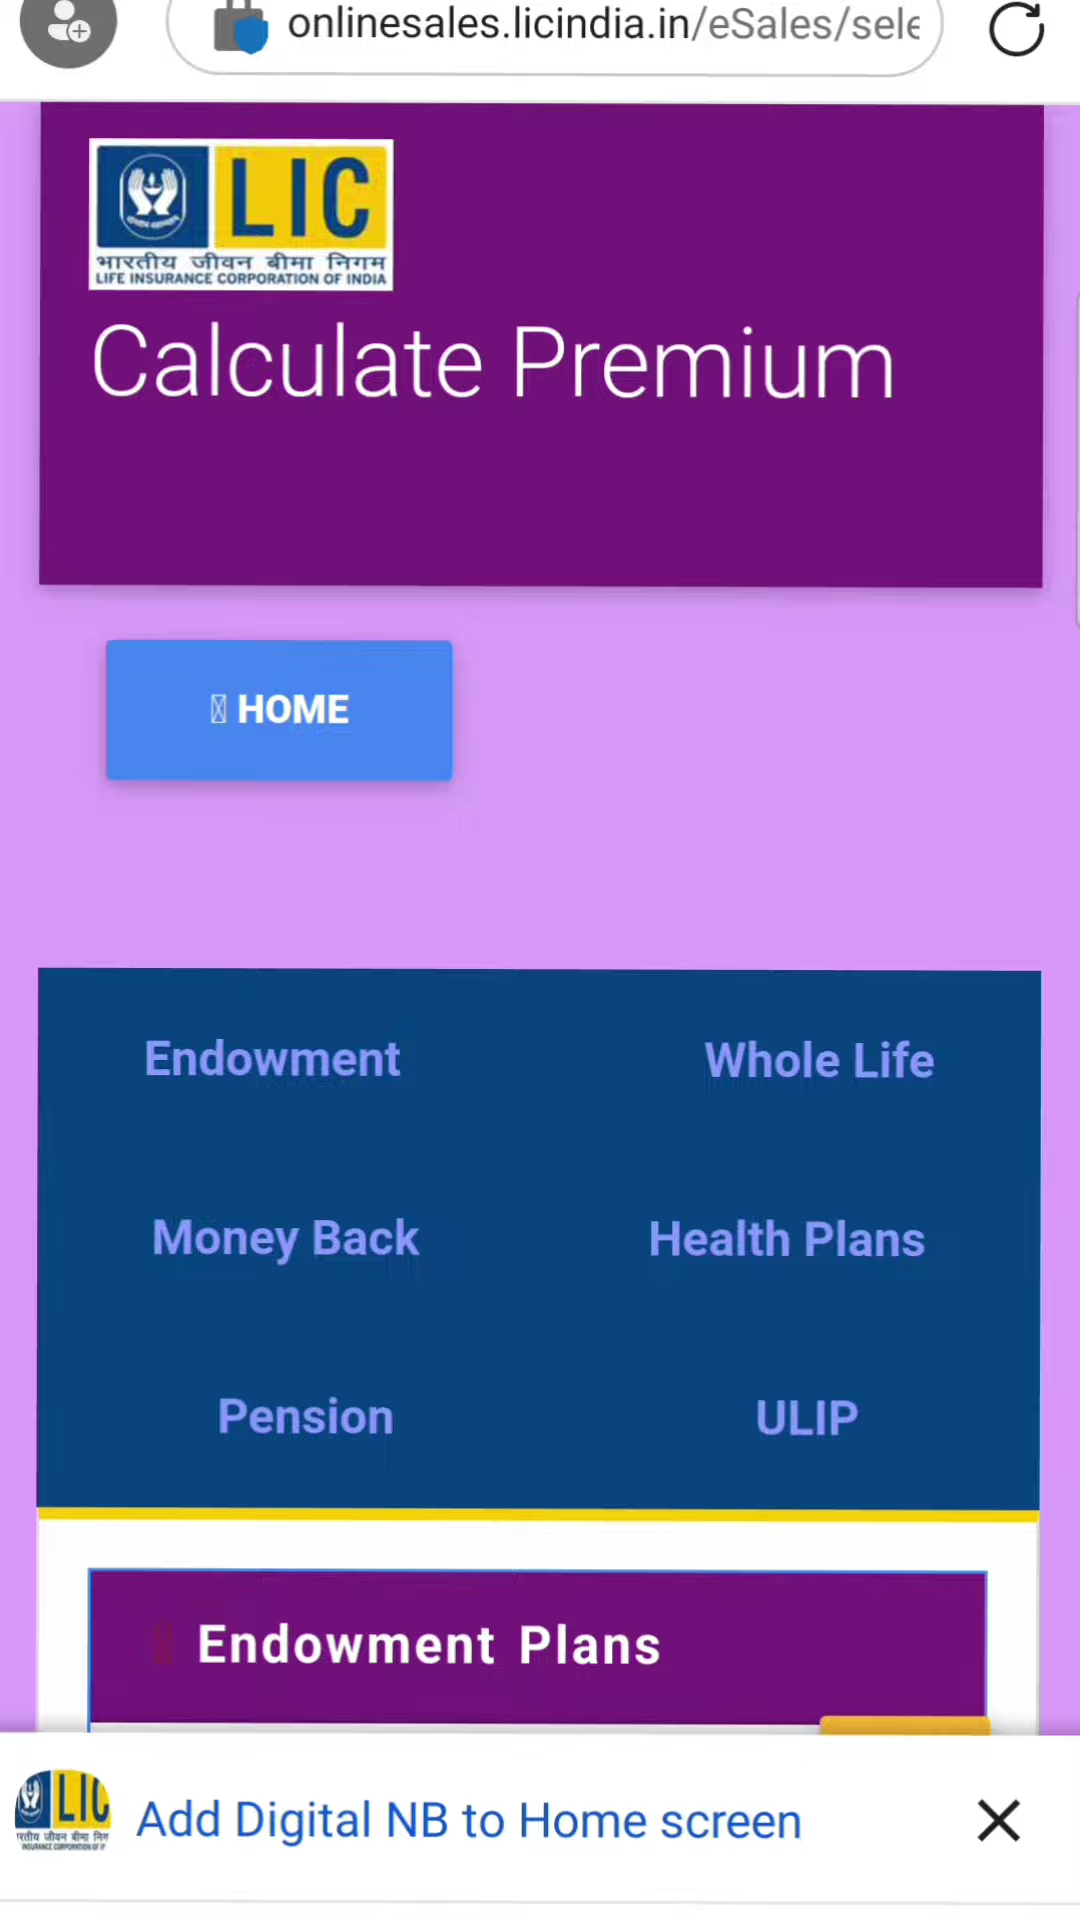 onlinesales.licindia.in/eSales/sele
LIC
भारतीय जीवन बीमा निगम
LIFE INSURANCE CORPORATION OF INDIA
Calculate Premium
HOME
Endowment
Whole Life
Money Back
Health Plans
Pension
ULIP
Endowment Plans
LIC
Add Digital NB to Home screen